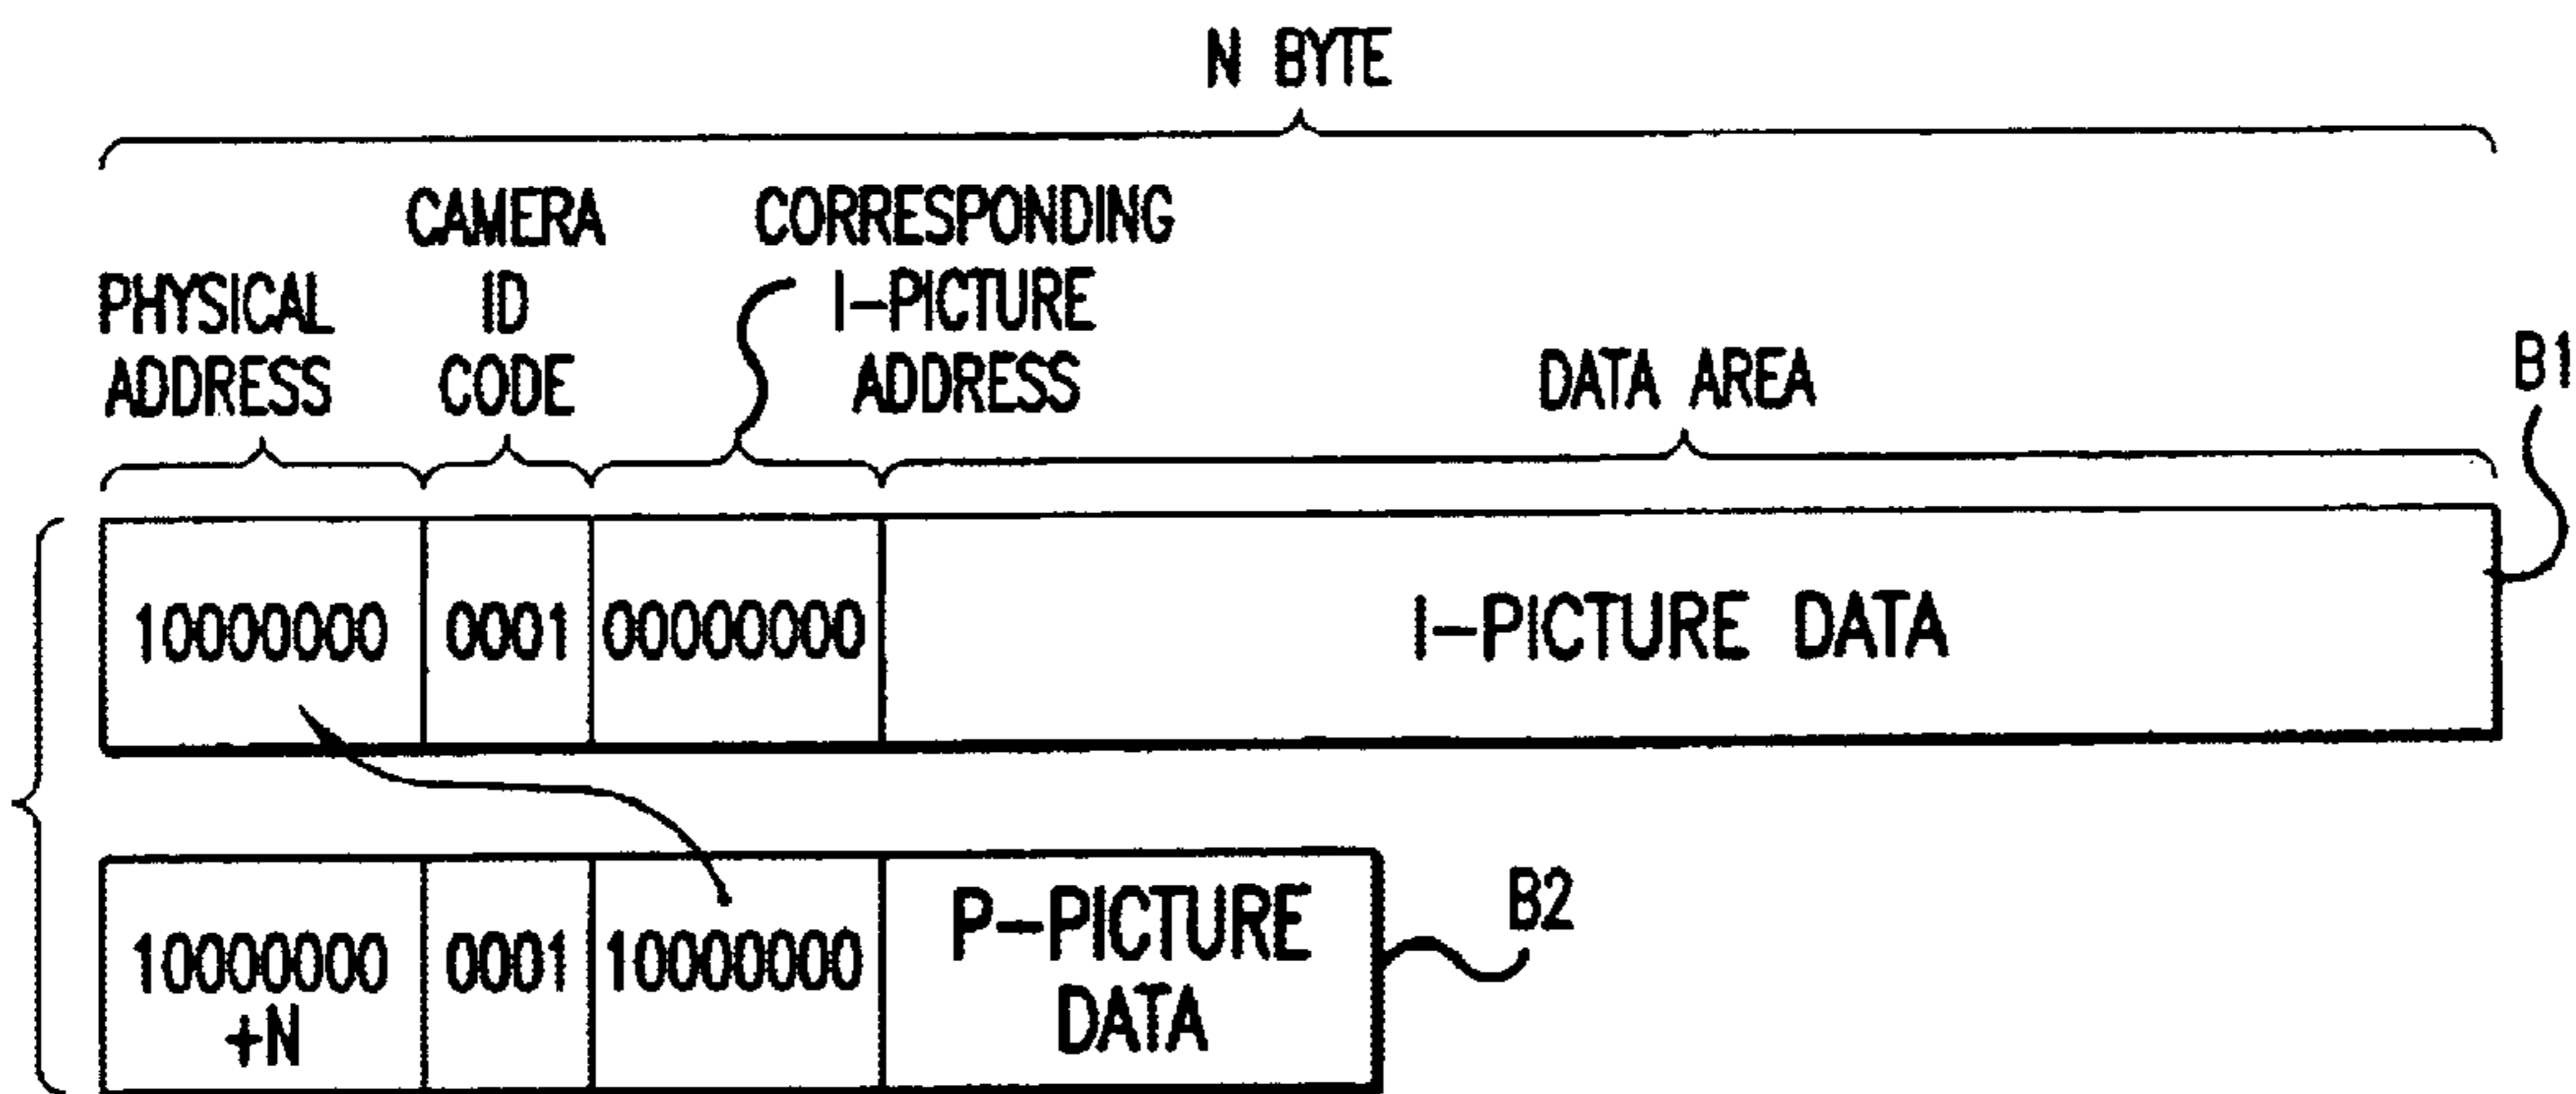 N BYTE
PHYSICAL
ADDRESS
CAMERA
ID
CODE
CORRESPONDING
I-PICTURE
ADDRESS
DATA AREA
B1
10000000
0001
00000000
I-PICTURE DATA
10000000
+N
0001
10000000
P-PICTURE
DATA
B2